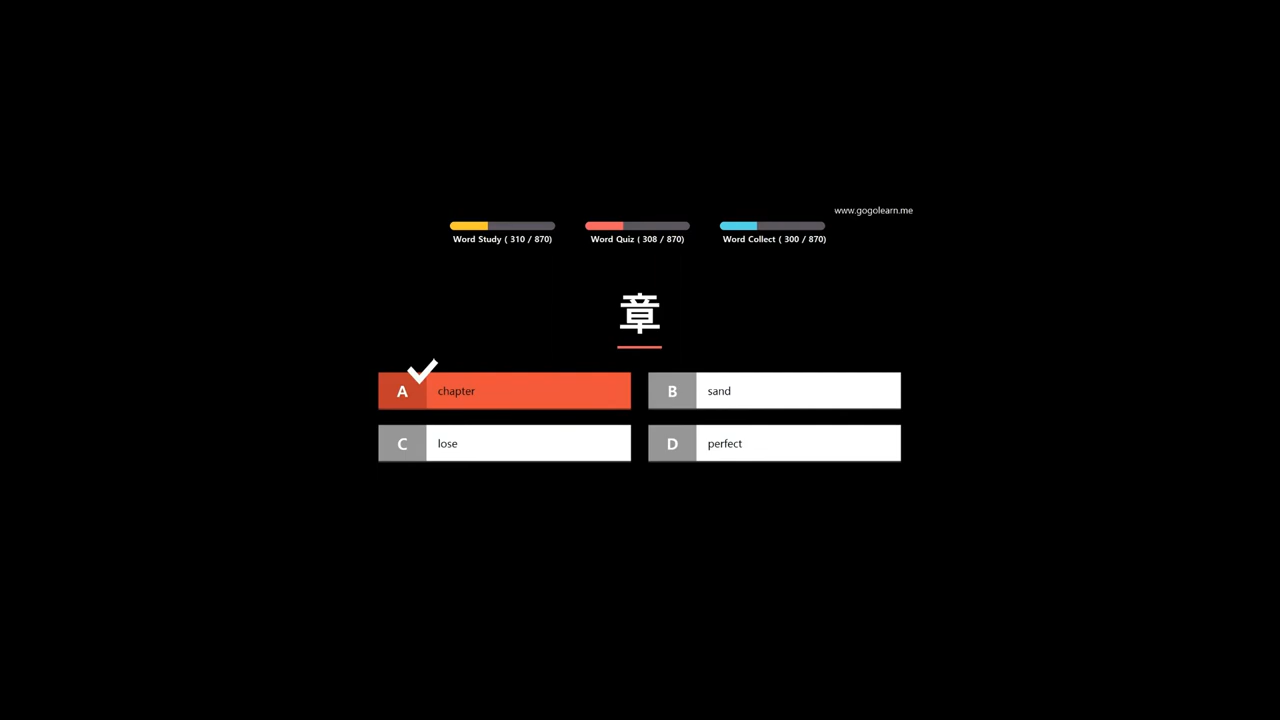 www.gogolearn.me
Word Study ( 310 / 870)
Word Quiz ( 308 / 870)
Word Collect ( 300 / 870)
章
A chapter
B sand
C lose
D perfect